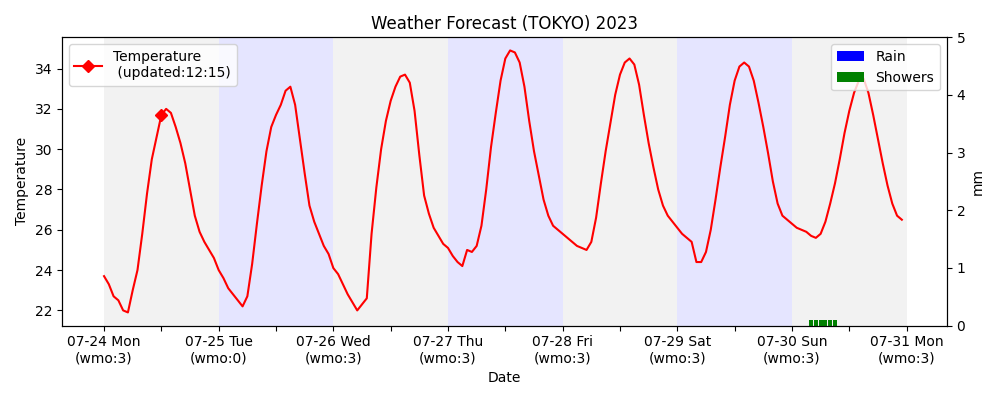 Weather Forecast (TOKYO) 2023
Temperature
(updated:12:15)
Rain
Showers
34
32
30
28
26
24
22
Temperature
5
4
3
2
1
0
mm
07-24 Mon 07-25 Tue 07-26 Wed 07-27 Thu 07-28 Fri 07-29 Sat 07-30 Sun 07-31 Mon
(wmo:3) (wmo:0) (wmo:3) (wmo:3) (wmo:3) (wmo:3) (wmo:3) (wmo:3)
Date